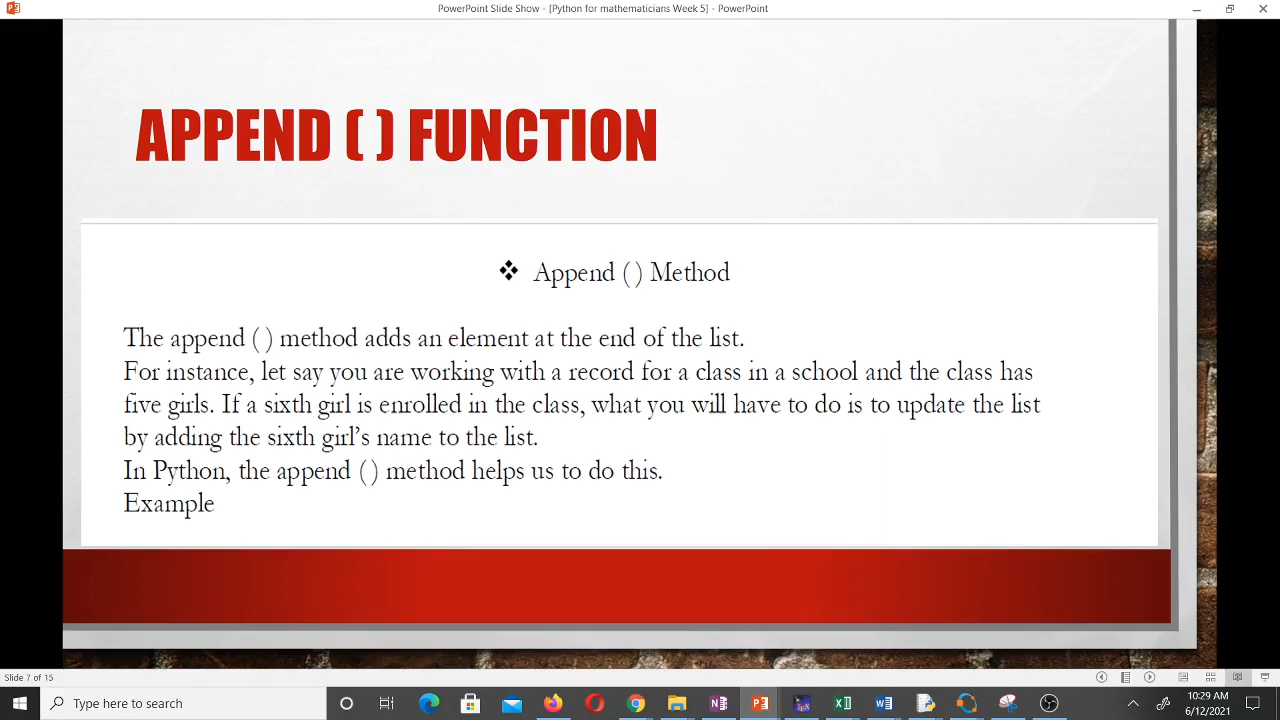 PowerPoint Slide Show - [Python for mathematicians Week 5] - PowerPoint
APPEND ( ) FUNCTION
❖ Append ( ) Method
The append ( ) method adds an element at the end of the list.
For instance, let say you are working with a record for a class in a school and the class has
five girls. If a sixth girl is enrolled in the class, what you will have to do is to update the list
by adding the sixth girl's name to the list.
In Python, the append ( ) method helps us to do this.
Example
Slide 7 of 15
Type here to search
10:29 AM
6/12/2021